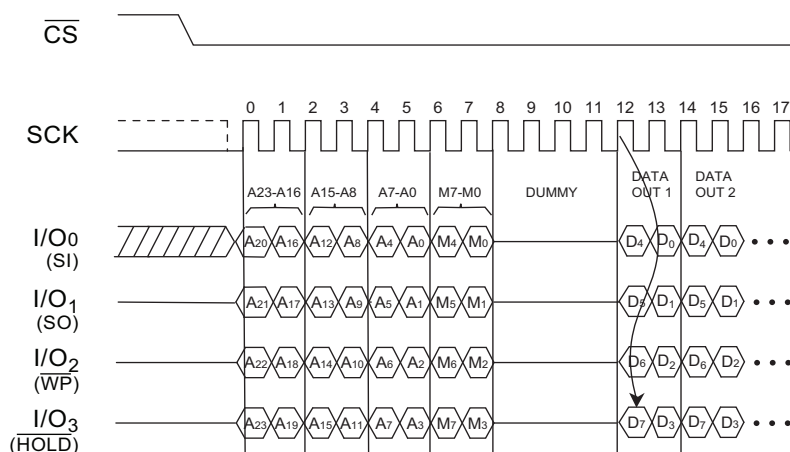 CS
0 1 2 3 4 5 6 7 8 9 10 11 12 13 14 15 16 17
SCK
A23-A16 A15-A8 A7-A0 M7-M0 DUMMY DATA OUT 1 DATA OUT 2
I/O0 A20 A16 A12 A8 A4 A0 M4 M0 D4 D0 D4 D0
(SI)
I/O1 A21 A17 A13 A9 A5 A1 M5 M1 D5 D1 D5 D1
(SO)
I/O2 A22 A18 A14 A10 A6 A2 M6 M2 D6 D2 D6 D2
(WP)
I/O3 A23 A19 A15 A11 A7 A3 M7 M3 D7 D3 D7 D3
(HOLD)